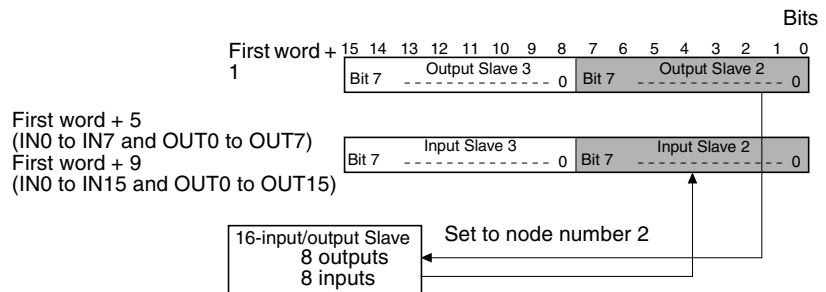 Bits
First word + 1
15 14 13 12 11 10 9 8 7 6 5 4 3 2 1 0
Output Slave 3
Output Slave 2
Bit 7 0 Bit 7 0
First word + 5
(IN0 to IN7 and OUT0 to OUT7)
First word + 9
(IN0 to IN15 and OUT0 to OUT15)
Input Slave 3
Input Slave 2
Bit 7 0 Bit 7 0
16-input/output Slave
8 outputs
8 inputs
Set to node number 2